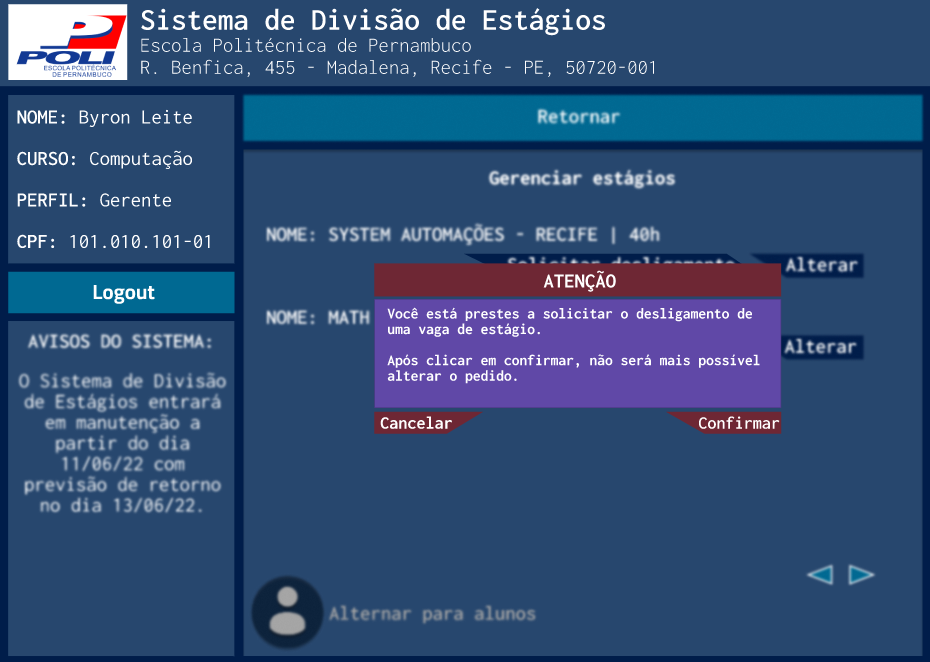 POLI
ESCOLA POLITÉCNICA
DE PERNAMBUCO
Sistema de Divisão de Estágios
Escola Politécnica de Pernambuco
R. Benfica, 455 - Madalena, Recife - PE, 50720-001
NOME: Byron Leite
CURSO: Computação
PERFIL: Gerente
CPF: 101.010.101-01
Logout
AVISOS DO SISTEMA:
O Sistema de Divisão
de Estágios entrará
em manutenção a
partir do dia
11/06/22 com
previsão de retorno
no dia 13/06/22.
Retornar
Gerenciar estágios
NOME: SYSTEM AUTOMAÇÕES - RECIFE | 40h
Solicitar desligamento
Alterar
NOME: MATH
Alterar
ATENÇÃO
Você está prestes a solicitar o desligamento de
uma vaga de estágio.
Após clicar em confirmar, não será mais possível
alterar o pedido.
Cancelar
Confirmar
Alternar para alunos